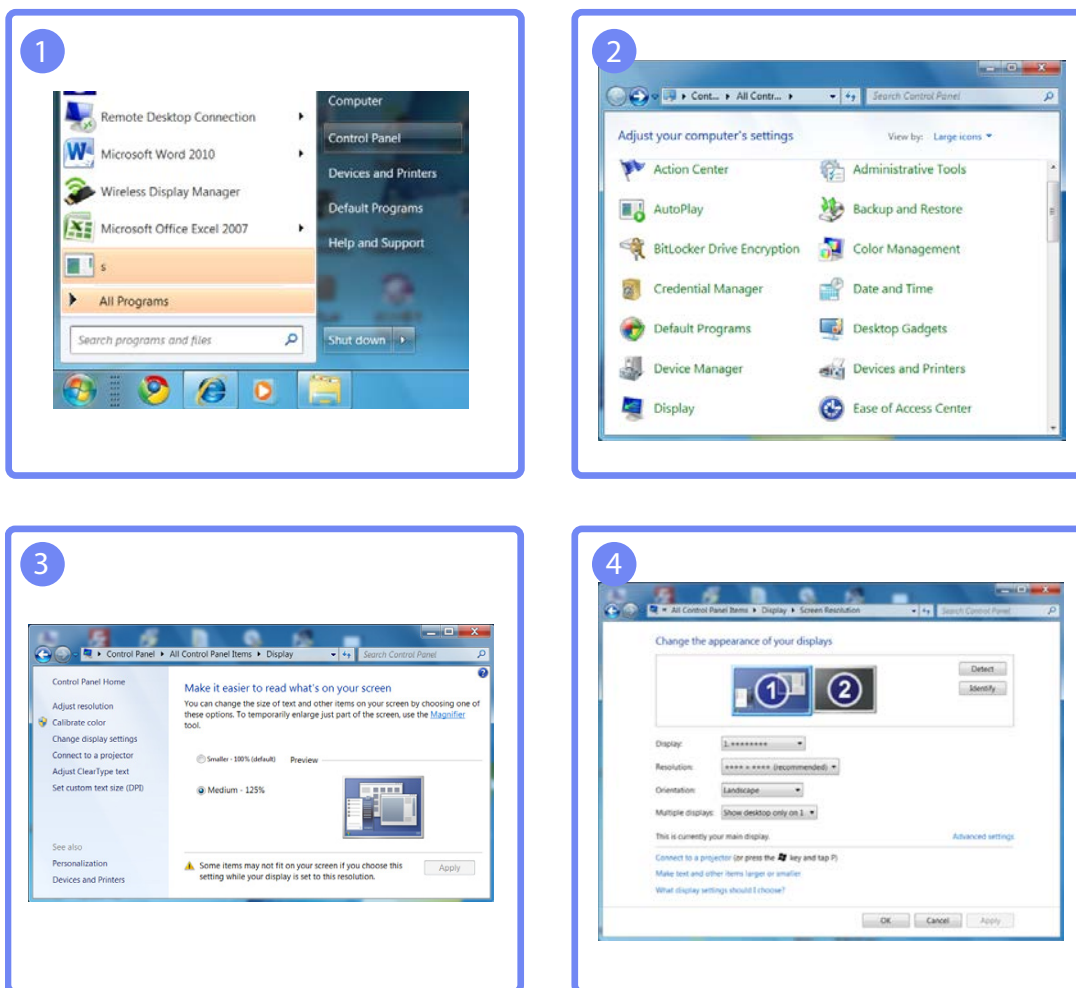 1
Remote Desktop Connection
Microsoft Word 2010
Wireless Display Manager
Microsoft Office Excel 2007
s
All Programs
Search programs and files
Computer
Control Panel
Devices and Printers
Default Programs
Help and Support
Shut down
2
Cont... All Contr...
Search Control Panel
Adjust your computer's settings
View by: Large icons
Action Center
Administrative Tools
AutoPlay
Backup and Restore
BitLocker Drive Encryption
Color Management
Credential Manager
Date and Time
Default Programs
Desktop Gadgets
Device Manager
Devices and Printers
Display
Ease of Access Center
3
Control Panel All Control Panel Items Display
Search Control Panel
Control Panel Home
Adjust resolution
Calibrate color
Change display settings
Connect to a projector
Adjust ClearType text
Set custom text size (DPI)
See also
Personalization
Devices and Printers
Make it easier to read what's on your screen
You can change the size of text and other items on your screen by choosing one of
these options. To temporarily enlarge just part of the screen, use the Magnifier
tool.
Smaller - 100% (default) Preview
Medium - 125%
Some items may not fit on your screen if you choose this
setting while your display is set to this resolution.
Apply
4
All Control Panel Items Display Screen Resolution
Search Control Panel
Change the appearance of your displays
1 2
Detect
Identify
Display: 1. ********
Resolution: **** x **** (recommended)
Orientation: Landscape
Multiple displays: Show desktop only on 1
This is currently your main display.
Advanced settings
Connect to a projector (or press the key and tap P)
Make text and other items larger or smaller
What display settings should I choose?
OK Cancel Apply